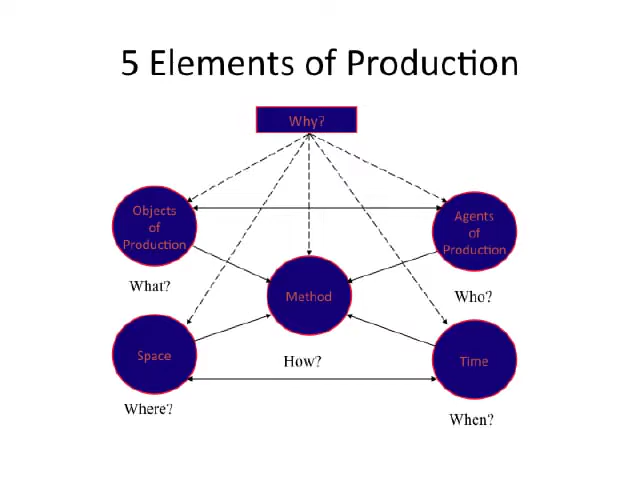 5 Elements of Production
Why?
Objects
of
Production
Agents
of
Production
What?
Method
Who?
Space
How?
Time
Where?
When?